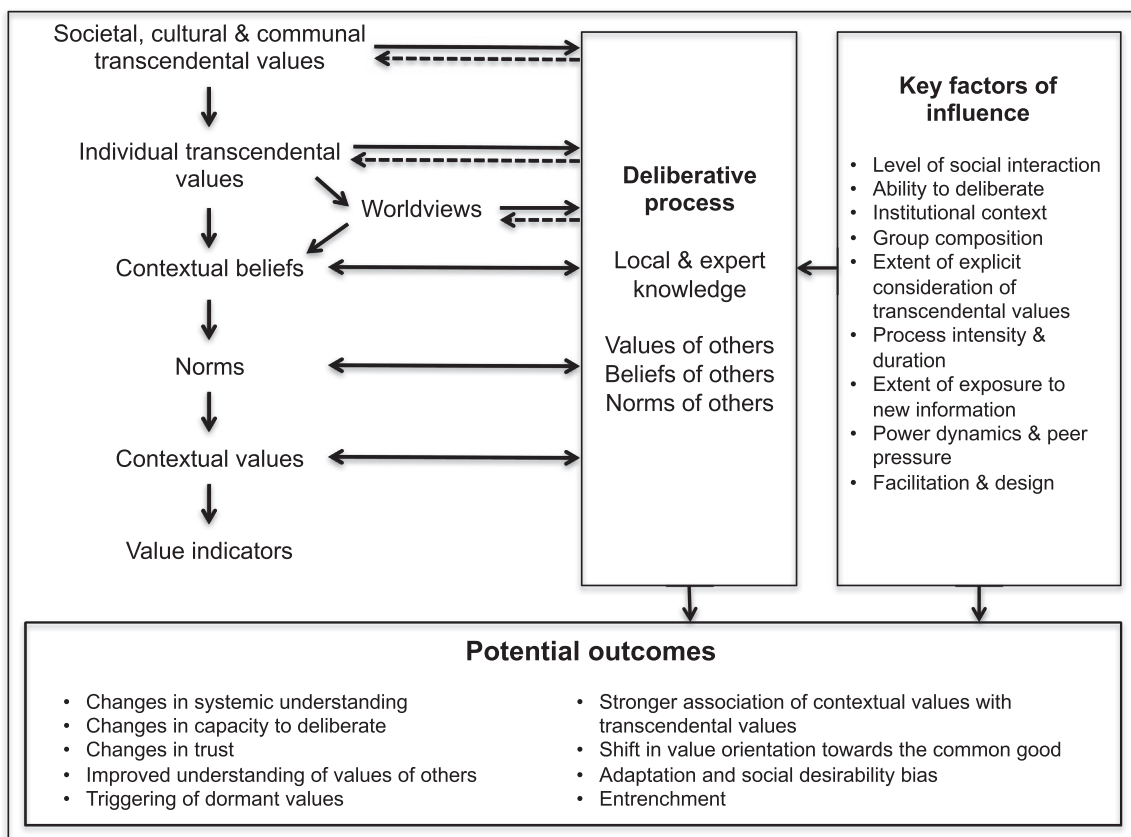 Societal, cultural & communal
transcendental values
Individual transcendental
values
Worldviews
Contextual beliefs
Norms
Contextual values
Value indicators
Deliberative
process
Local & expert
knowledge
Values of others
Beliefs of others
Norms of others
Key factors of
influence
• Level of social interaction
• Ability to deliberate
• Institutional context
• Group composition
• Extent of explicit
consideration of
transcendental values
• Process intensity &
duration
• Extent of exposure to
new information
• Power dynamics & peer
pressure
• Facilitation & design
Potential outcomes
• Changes in systemic understanding
• Changes in capacity to deliberate
• Changes in trust
• Improved understanding of values of others
• Triggering of dormant values
• Stronger association of contextual values with
transcendental values
• Shift in value orientation towards the common good
• Adaptation and social desirability bias
• Entrenchment